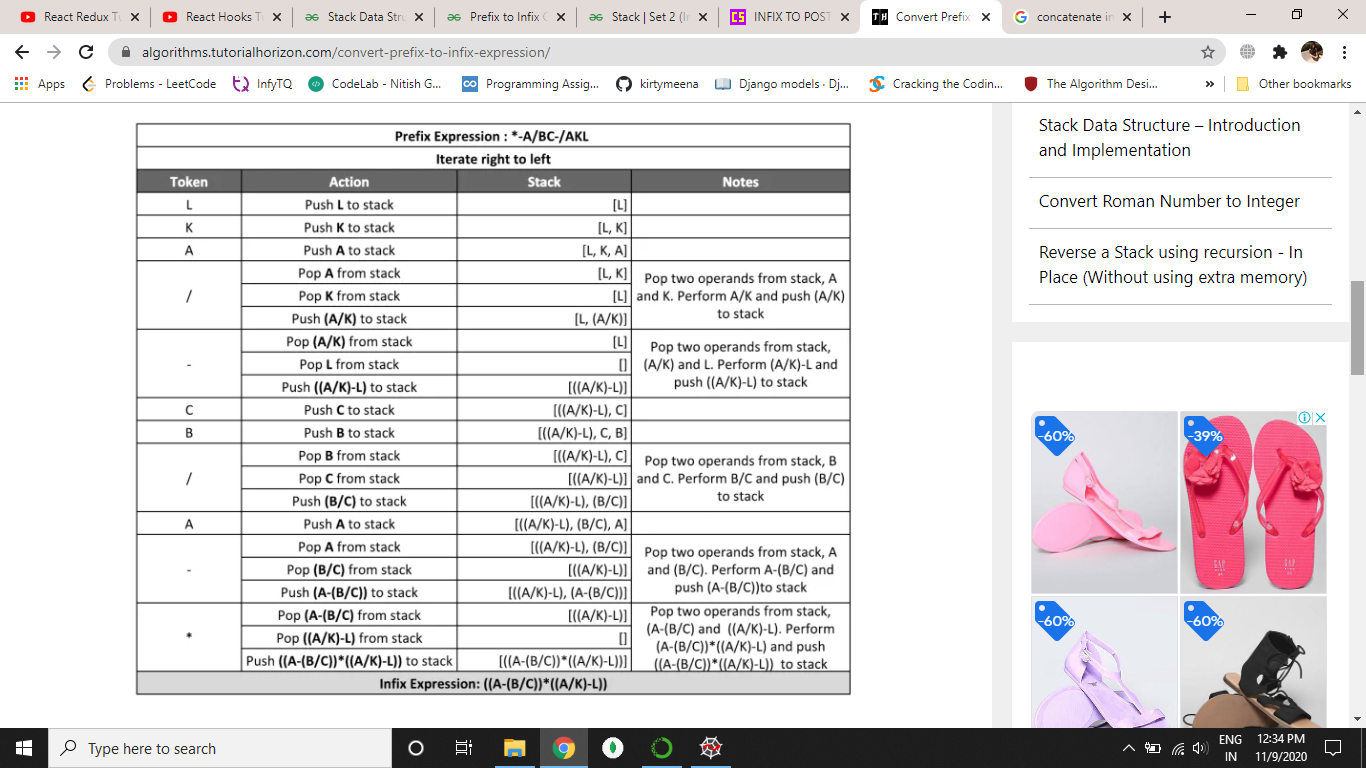 React Redux Tu
React Hooks Tu
Stack Data Stru
Prefix to Infix C
Stack | Set 2 (In
INFIX TO POST
Convert Prefix
concatenate in
algorithms.tutorialhorizon.com/convert-prefix-to-infix-expression/
Apps
Problems - LeetCode
InfyTQ
CodeLab - Nitish G...
Programming Assig...
kirtymeena
Django models · Dj...
Cracking the Codin...
The Algorithm Desi...
»
Other bookmarks
Prefix Expression : *-A/BC-/AKL
Iterate right to left
Token Action Stack Notes
L Push L to stack [L]
K Push K to stack [L, K]
A Push A to stack [L, K, A]
/ Pop A from stack [L, K]
Pop K from stack [L]
Push (A/K) to stack [L, (A/K)]
Pop two operands from stack, A
and K. Perform A/K and push (A/K)
to stack
- Pop (A/K) from stack [L]
Pop L from stack []
Push ((A/K)-L) to stack [((A/K)-L)]
Pop two operands from stack,
(A/K) and L. Perform (A/K)-L and
push ((A/K)-L) to stack
C Push C to stack [((A/K)-L), C]
B Push B to stack [((A/K)-L), C, B]
/ Pop B from stack [((A/K)-L), C]
Pop C from stack [((A/K)-L)]
Push (B/C) to stack [((A/K)-L), (B/C)]
Pop two operands from stack, B
and C. Perform B/C and push (B/C)
to stack
A Push A to stack [((A/K)-L), (B/C), A]
- Pop A from stack [((A/K)-L), (B/C)]
Pop (B/C) from stack [((A/K)-L)]
Push (A-(B/C)) to stack [((A/K)-L), (A-(B/C))]
Pop two operands from stack, A
and (B/C). Perform A-(B/C) and
push (A-(B/C))to stack
* Pop (A-(B/C) from stack [((A/K)-L)]
Pop ((A/K)-L) from stack []
Push ((A-(B/C))*((A/K)-L)) to stack [((A-(B/C))*((A/K)-L))]
Pop two operands from stack,
(A-(B/C) and ((A/K)-L). Perform
(A-(B/C))*((A/K)-L) and push
((A-(B/C))*((A/K)-L)) to stack
Infix Expression: ((A-(B/C))*((A/K)-L))
Stack Data Structure – Introduction
and Implementation
Convert Roman Number to Integer
Reverse a Stack using recursion - In
Place (Without using extra memory)
-60%
-39%
GAP
-60%
-60%
Type here to search
ENG
IN
12:34 PM
11/9/2020